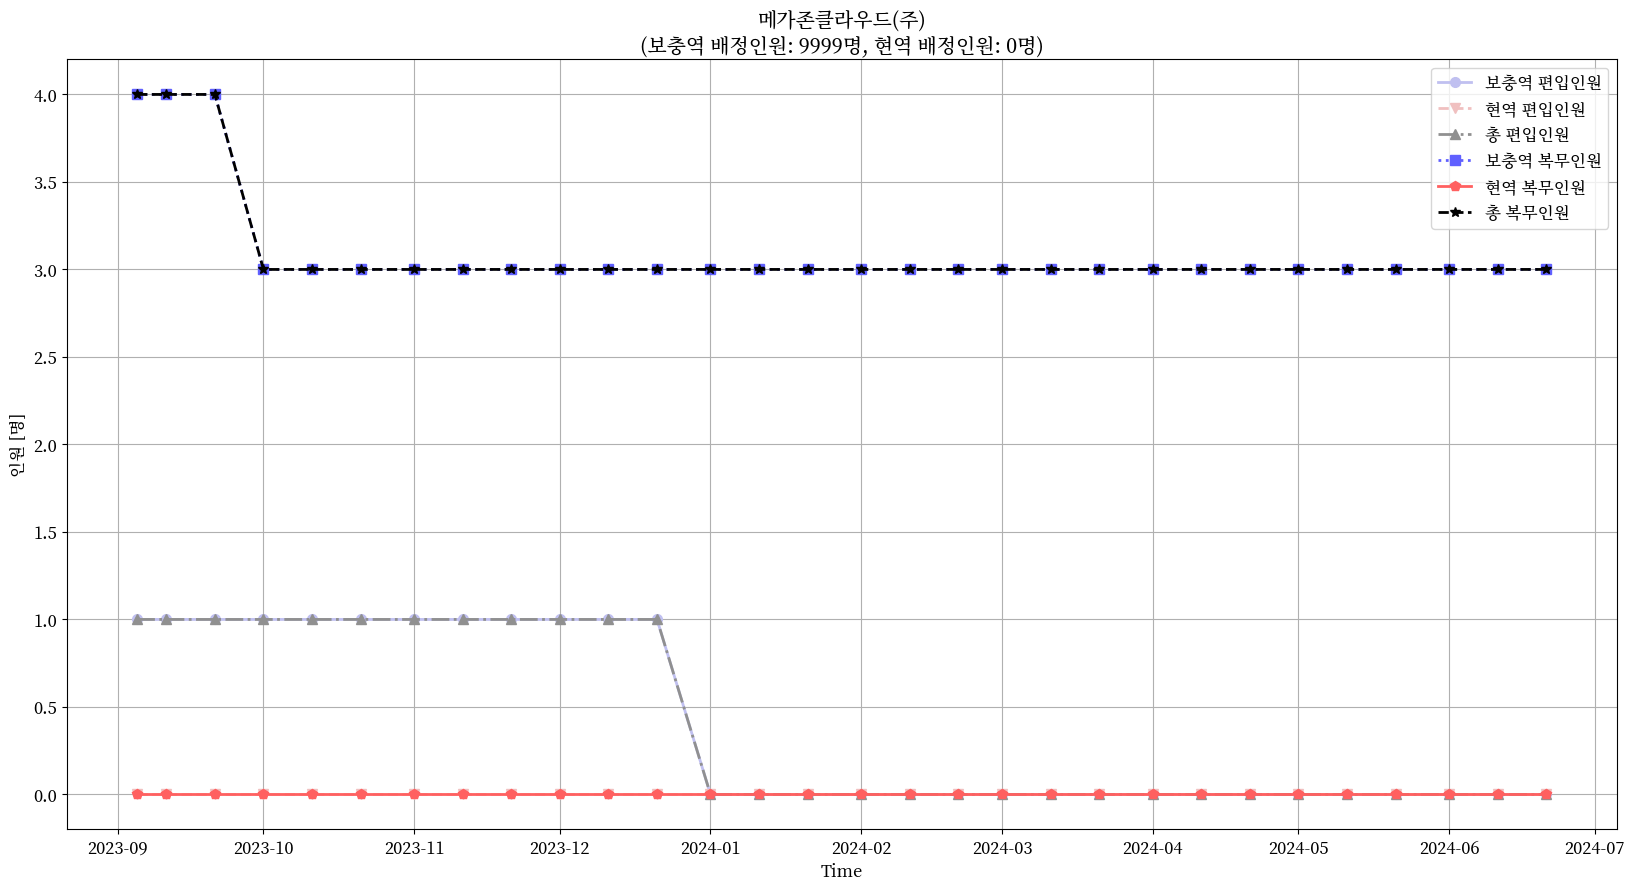 메가존클라우드(주)
(보충역 배정인원: 9999명, 현역 배정인원: 0명)
보충역 편입인원
현역 편입인원
총 편입인원
보충역 복무인원
현역 복무인원
총 복무인원
4.0
3.5
3.0
2.5
2.0
1.5
1.0
0.5
0.0
인원 [명]
2023-09 2023-10 2023-11 2023-12 2024-01 2024-02 2024-03 2024-04 2024-05 2024-06 2024-07
Time